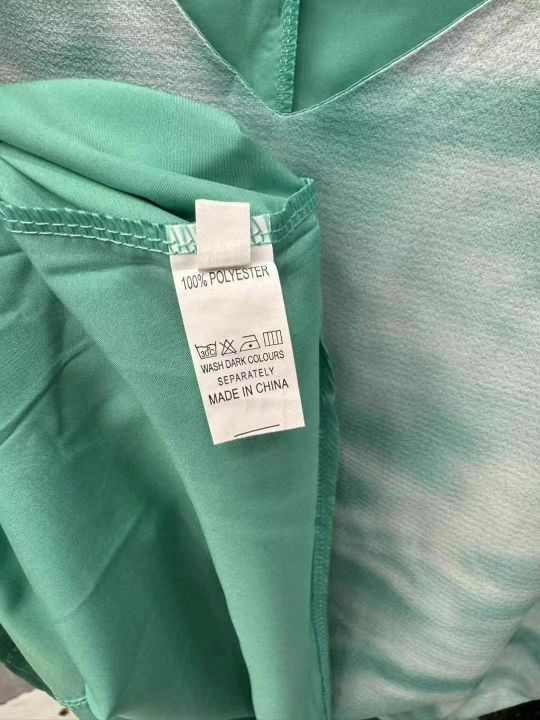 100% POLYESTER
30°C
WASH DARK COLOURS
SEPARATELY
MADE IN CHINA